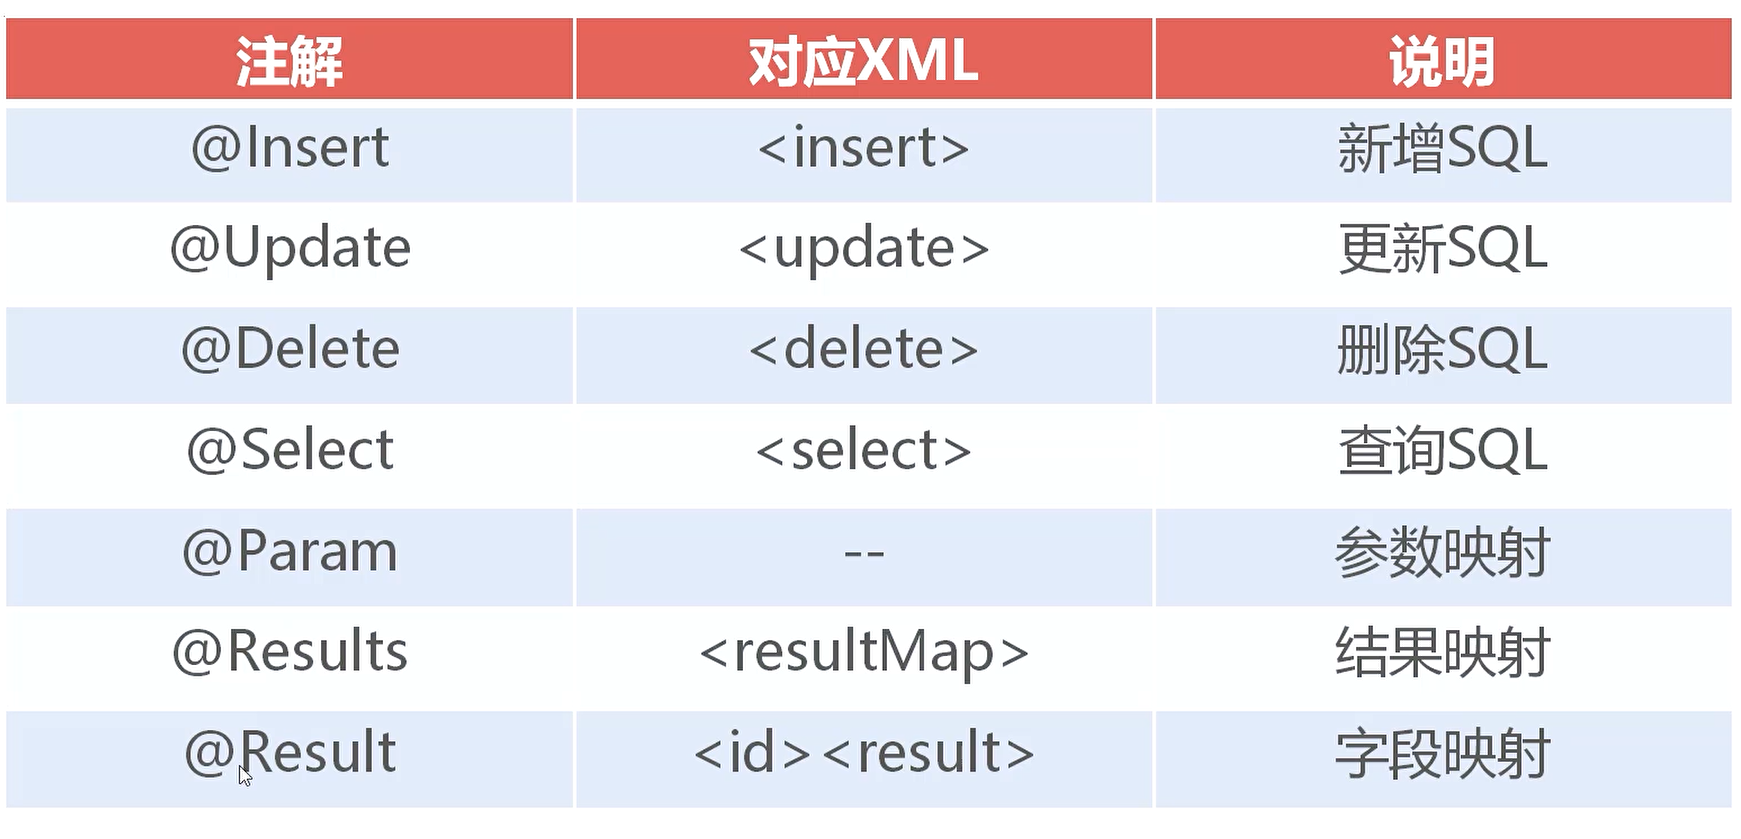 注解 对应XML 说明
@Insert <insert> 新增SQL
@Update <update> 更新SQL
@Delete <delete> 删除SQL
@Select <select> 查询SQL
@Param -- 参数映射
@Results <resultMap> 结果映射
@Result <id><result> 字段映射